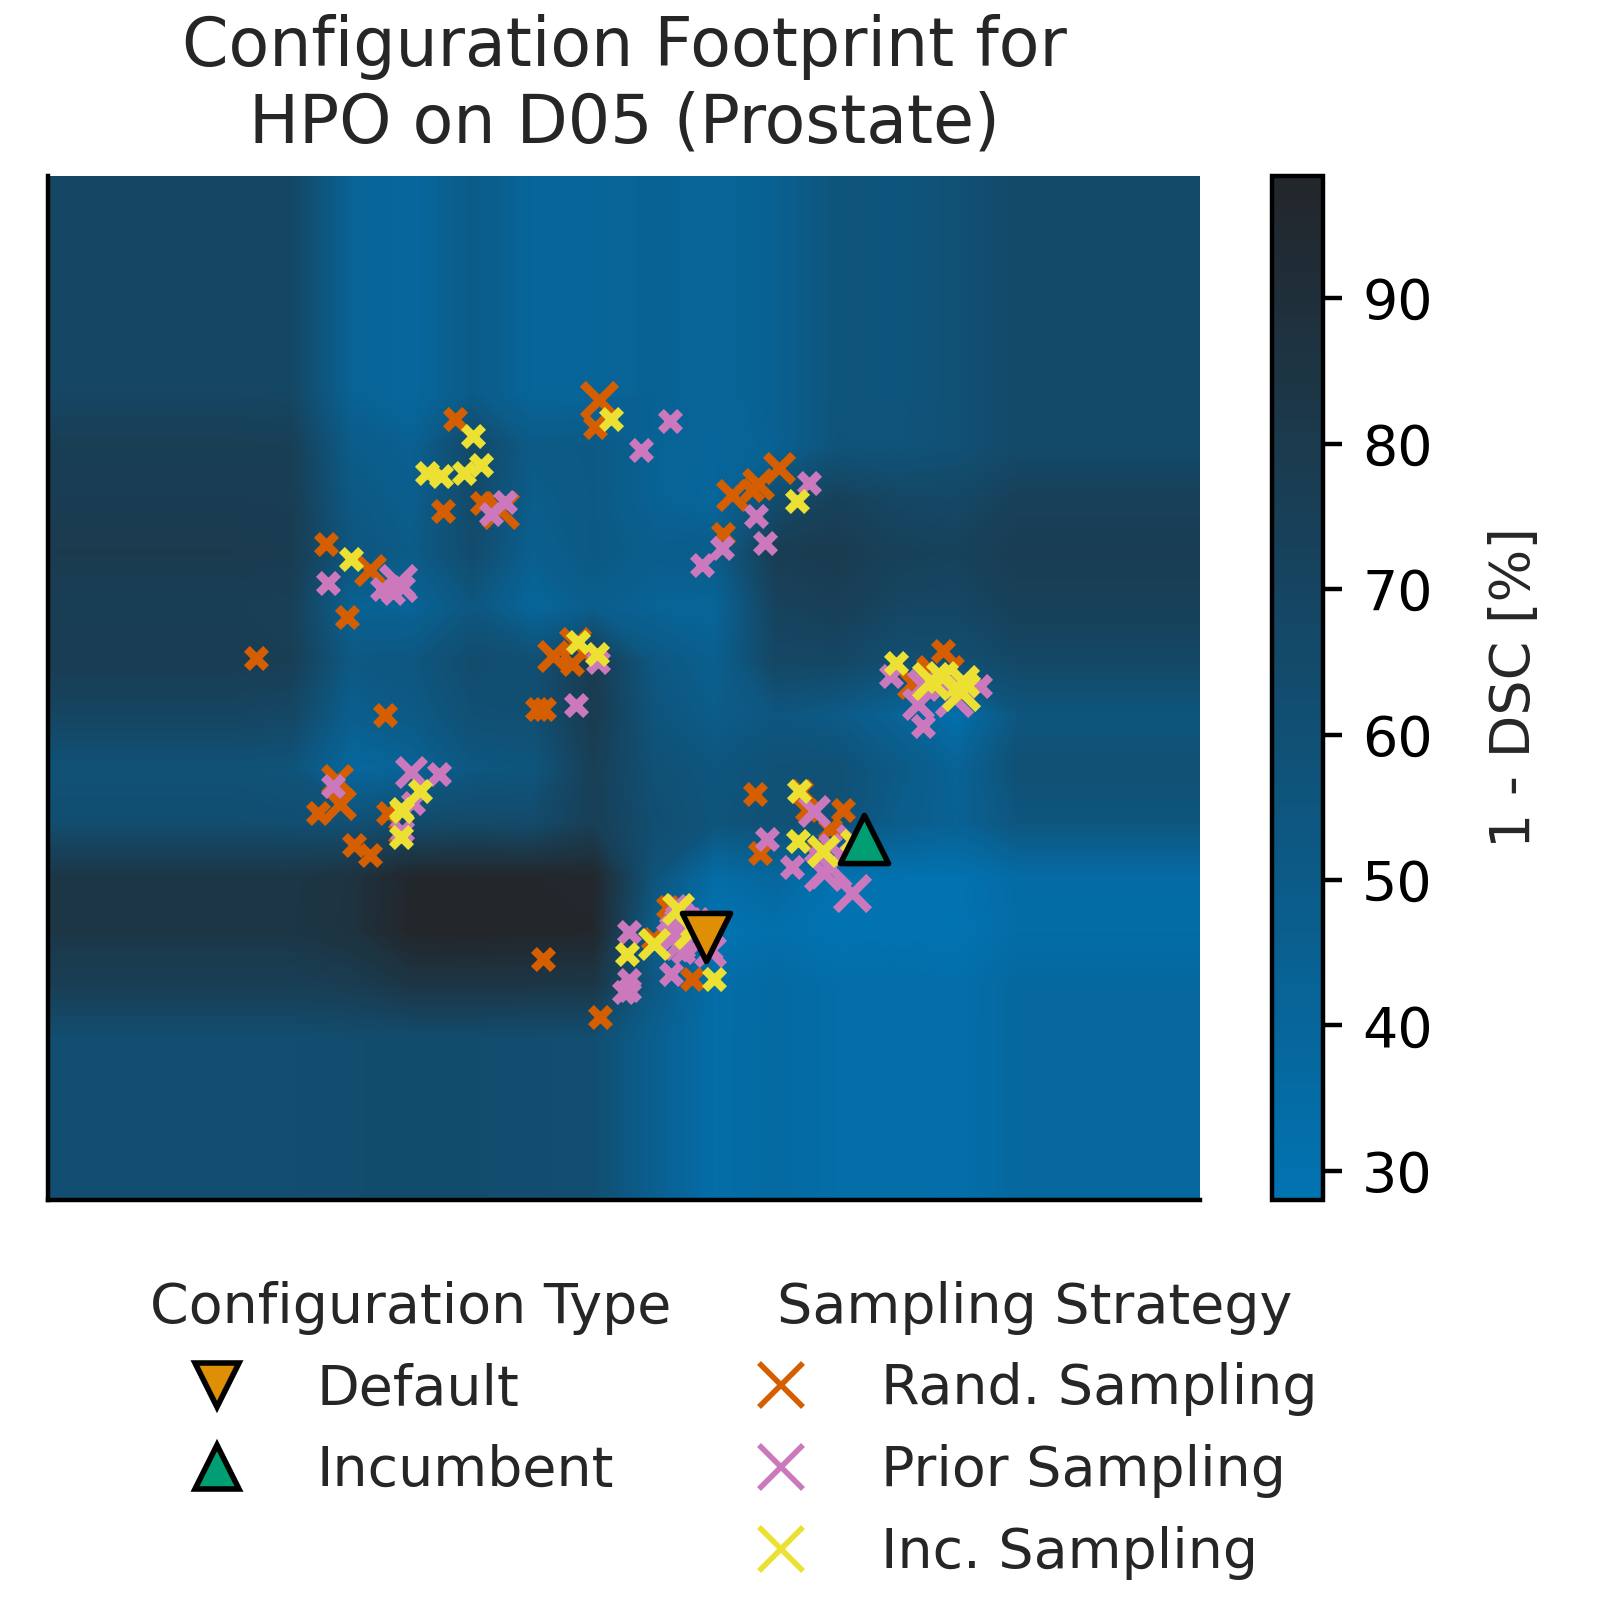 Configuration Footprint for
HPO on D05 (Prostate)
90
80
70
60
50
40
30
1 - DSC [%]
Configuration Type
Default
Incumbent
Sampling Strategy
Rand. Sampling
Prior Sampling
Inc. Sampling